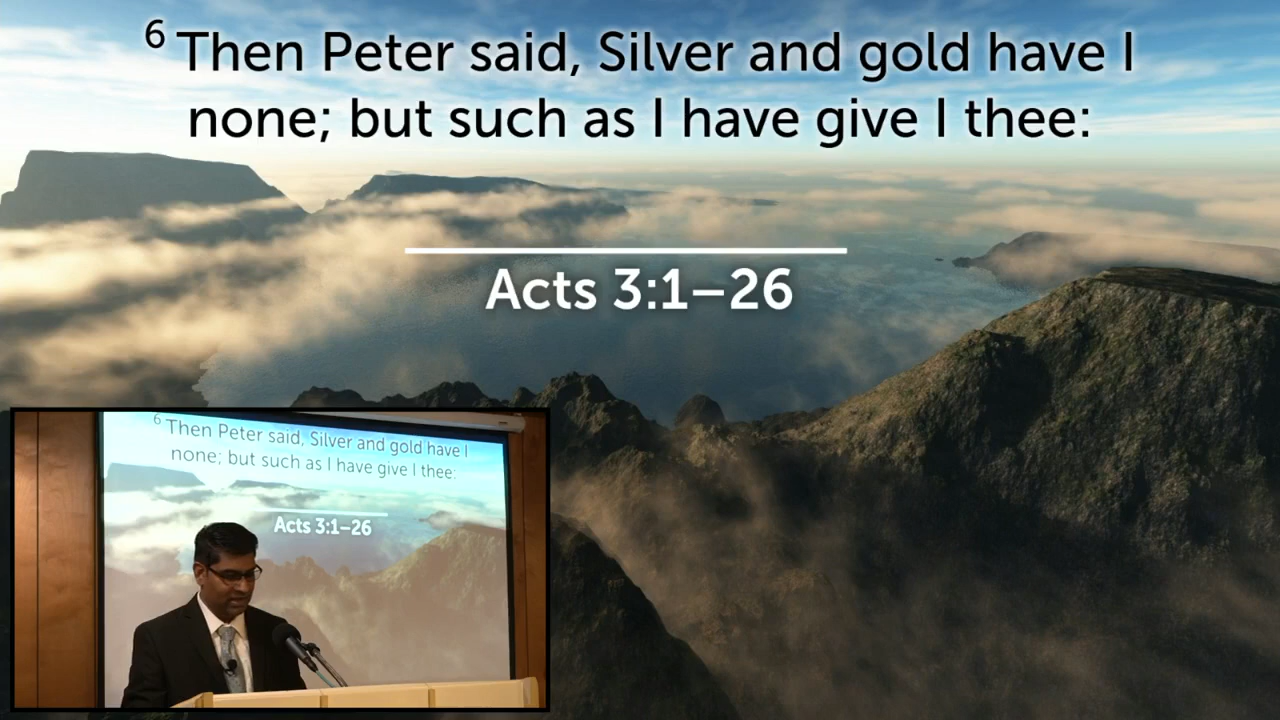 6 Then Peter said, Silver and gold have I
none; but such as I have give I thee:
Acts 3:1–26
6 Then Peter said, Silver and gold have I
none; but such as I have give I thee:
Acts 3:1–26